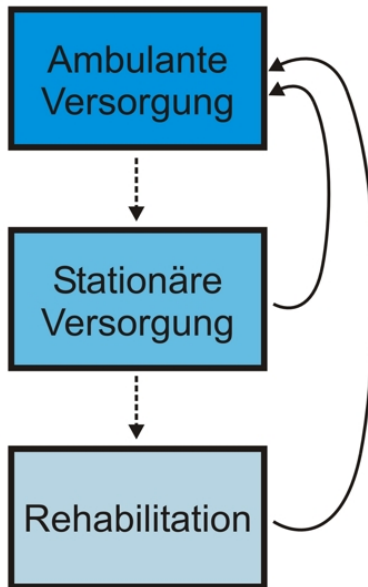 Ambulante
Versorgung
Stationäre
Versorgung
Rehabilitation